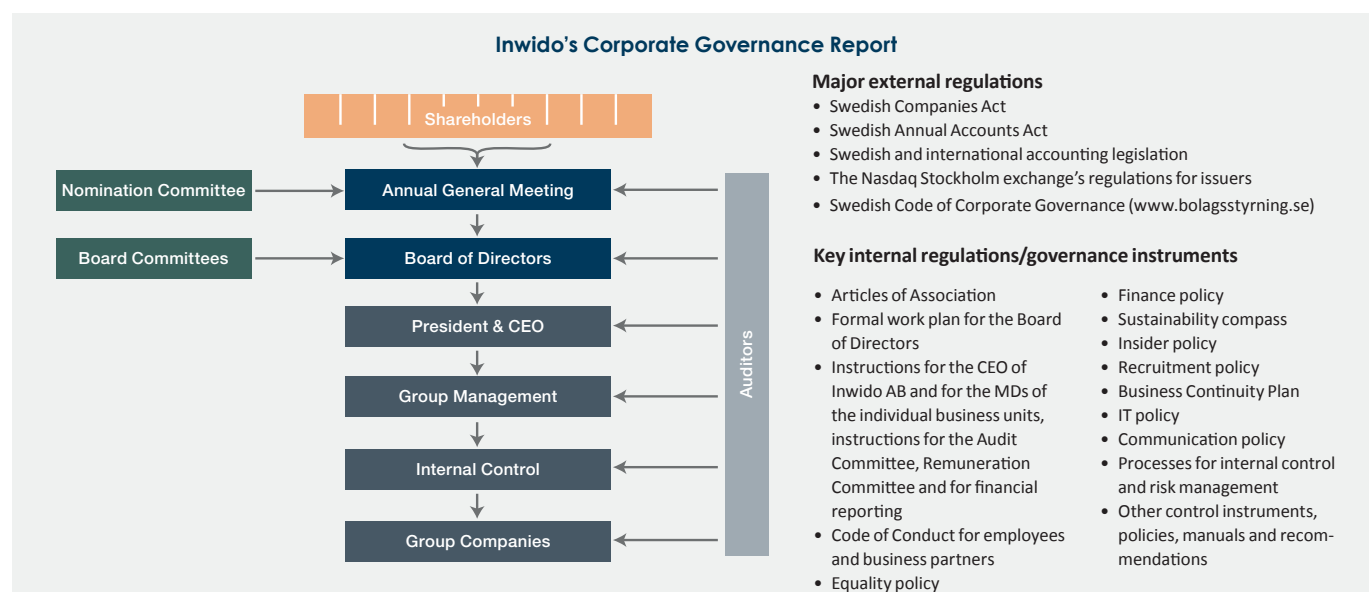 Inwido’s Corporate Governance Report
Shareholders
Nomination Committee
Annual General Meeting
Board Committees
Board of Directors
President & CEO
Group Management
Internal Control
Group Companies
Auditors
Major external regulations
• Swedish Companies Act
• Swedish Annual Accounts Act
• Swedish and international accounting legislation
• The Nasdaq Stockholm exchange’s regulations for issuers
• Swedish Code of Corporate Governance (www.bolagsstyrning.se)
Key internal regulations/governance instruments
• Articles of Association
• Formal work plan for the Board
of Directors
• Instructions for the CEO of
Inwido AB and for the MDs of
the individual business units,
instructions for the Audit
Committee, Remuneration
Committee and for financial
reporting
• Code of Conduct for employees
and business partners
• Equality policy
• Finance policy
• Sustainability compass
• Insider policy
• Recruitment policy
• Business Continuity Plan
• IT policy
• Communication policy
• Processes for internal control
and risk management
• Other control instruments,
policies, manuals and recom-
mendations